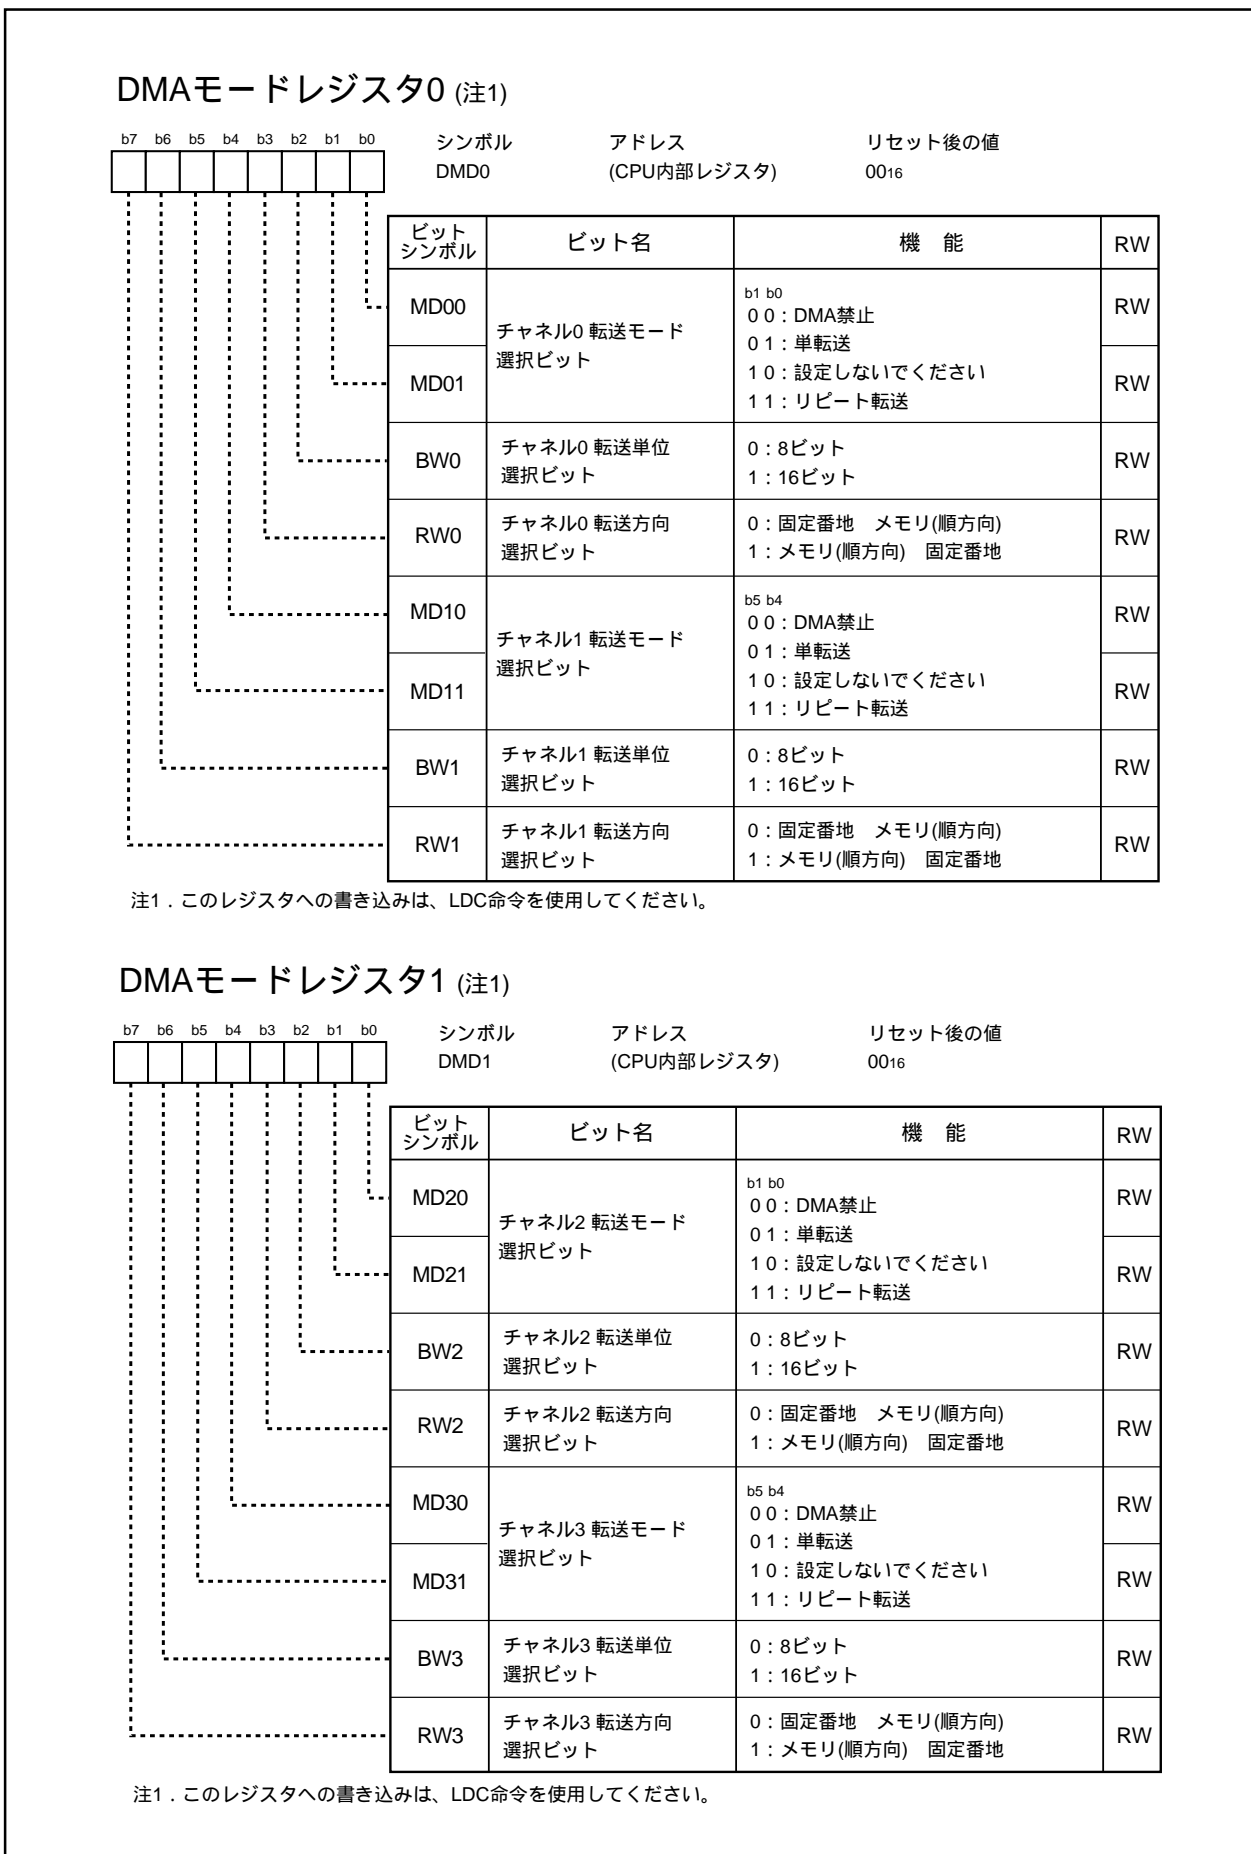 DMAモードレジスタ0 (注1)
b7 b6 b5 b4 b3 b2 b1 b0
シンボル アドレス リセット後の値
DMD0 (CPU内部レジスタ) 0016
ビット
シンボル
ビット名
機 能
RW
MD00
MD01
チャネル0 転送モード
選択ビット
b1 b0
0 0：DMA禁止
0 1：単転送
1 0：設定しないでください
1 1：リピート転送
RW
RW
BW0
チャネル0 転送単位
選択ビット
0：8ビット
1：16ビット
RW
RW0
チャネル0 転送方向
選択ビット
0：固定番地　メモリ(順方向)
1：メモリ(順方向)　固定番地
RW
MD10
MD11
チャネル1 転送モード
選択ビット
b5 b4
0 0：DMA禁止
0 1：単転送
1 0：設定しないでください
1 1：リピート転送
RW
RW
BW1
チャネル1 転送単位
選択ビット
0：8ビット
1：16ビット
RW
RW1
チャネル1 転送方向
選択ビット
0：固定番地　メモリ(順方向)
1：メモリ(順方向)　固定番地
RW
注1．このレジスタへの書き込みは、LDC命令を使用してください。
DMAモードレジスタ1 (注1)
b7 b6 b5 b4 b3 b2 b1 b0
シンボル アドレス リセット後の値
DMD1 (CPU内部レジスタ) 0016
ビット
シンボル
ビット名
機 能
RW
MD20
MD21
チャネル2 転送モード
選択ビット
b1 b0
0 0：DMA禁止
0 1：単転送
1 0：設定しないでください
1 1：リピート転送
RW
RW
BW2
チャネル2 転送単位
選択ビット
0：8ビット
1：16ビット
RW
RW2
チャネル2 転送方向
選択ビット
0：固定番地　メモリ(順方向)
1：メモリ(順方向)　固定番地
RW
MD30
MD31
チャネル3 転送モード
選択ビット
b5 b4
0 0：DMA禁止
0 1：単転送
1 0：設定しないでください
1 1：リピート転送
RW
RW
BW3
チャネル3 転送単位
選択ビット
0：8ビット
1：16ビット
RW
RW3
チャネル3 転送方向
選択ビット
0：固定番地　メモリ(順方向)
1：メモリ(順方向)　固定番地
RW
注1．このレジスタへの書き込みは、LDC命令を使用してください。